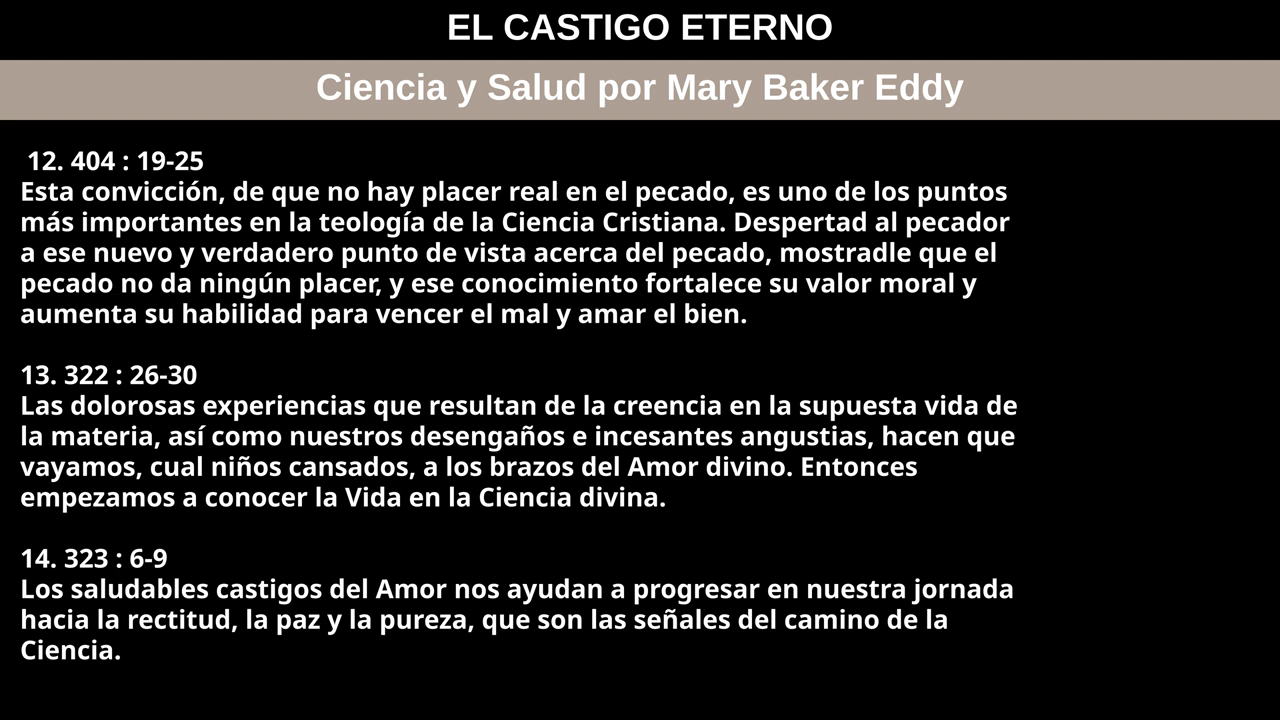 EL CASTIGO ETERNO
Ciencia y Salud por Mary Baker Eddy
12. 404 : 19-25
Esta convicción, de que no hay placer real en el pecado, es uno de los puntos
más importantes en la teología de la Ciencia Cristiana. Despertad al pecador
a ese nuevo y verdadero punto de vista acerca del pecado, mostradle que el
pecado no da ningún placer, y ese conocimiento fortalece su valor moral y
aumenta su habilidad para vencer el mal y amar el bien.
13. 322 : 26-30
Las dolorosas experiencias que resultan de la creencia en la supuesta vida de
la materia, así como nuestros desengaños e incesantes angustias, hacen que
vayamos, cual niños cansados, a los brazos del Amor divino. Entonces
empezamos a conocer la Vida en la Ciencia divina.
14. 323 : 6-9
Los saludables castigos del Amor nos ayudan a progresar en nuestra jornada
hacia la rectitud, la paz y la pureza, que son las señales del camino de la
Ciencia.